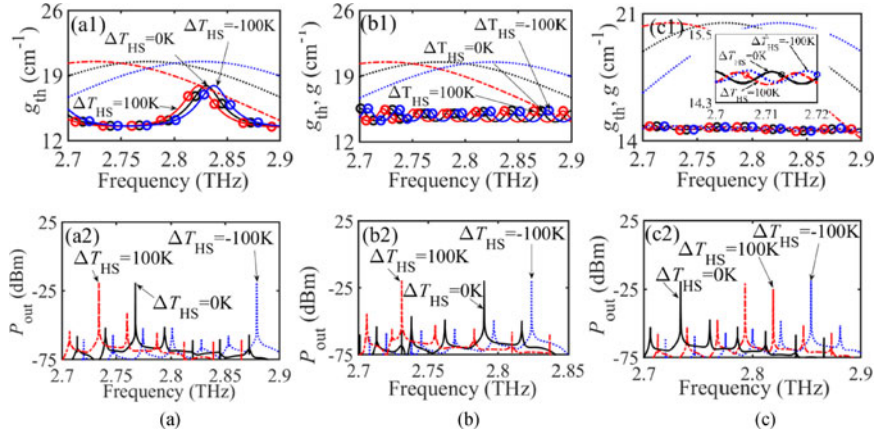 (a1)
ΔT_HS=0K
ΔT_HS=-100K
ΔT_HS=100K
g_th (cm⁻¹)
26
19
12
2.7 2.75 2.8 2.85 2.9
Frequency (THz)
(b1)
ΔT_HS=-100K
ΔT_HS=0K
ΔT_HS=100K
g_th, g (cm⁻¹)
26
19
12
2.7 2.75 2.8 2.85 2.9
Frequency (THz)
(c1)
ΔT_HS=-100K
ΔT_HS=0K
ΔT_HS=100K
15.5
14.3
2.7 2.71 2.72
g_th, g (cm⁻¹)
21
14
2.7 2.75 2.8 2.85 2.9
Frequency (THz)
(a2)
ΔT_HS=-100K
ΔT_HS=100K
ΔT_HS=0K
P_out (dBm)
25
-25
-75
2.7 2.75 2.8 2.85 2.9
Frequency (THz)
(b2)
ΔT_HS=-100K
ΔT_HS=100K
ΔT_HS=0K
P_out (dBm)
25
-25
-75
2.7 2.75 2.8 2.85
Frequency (THz)
(c2)
ΔT_HS=-100K
ΔT_HS=100K
ΔT_HS=0K
P_out (dBm)
25
-25
-75
2.7 2.75 2.8 2.85 2.9
Frequency (THz)
(a)
(b)
(c)